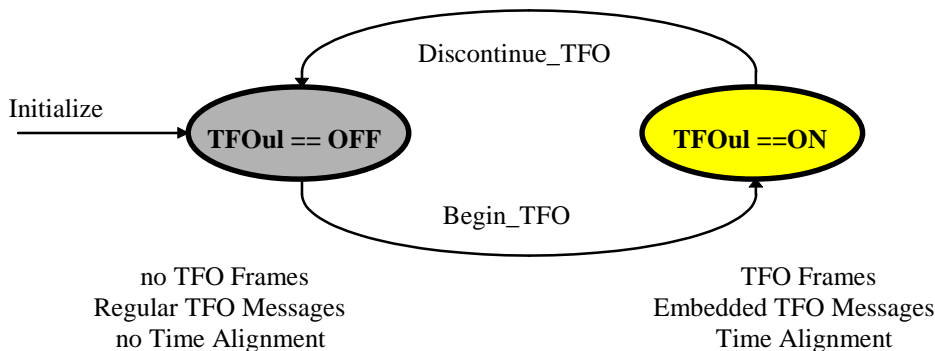 Discontinue_TFO
Initialize
TFOul == OFF
TFOul ==ON
Begin_TFO
no TFO Frames
Regular TFO Messages
no Time Alignment
TFO Frames
Embedded TFO Messages
Time Alignment